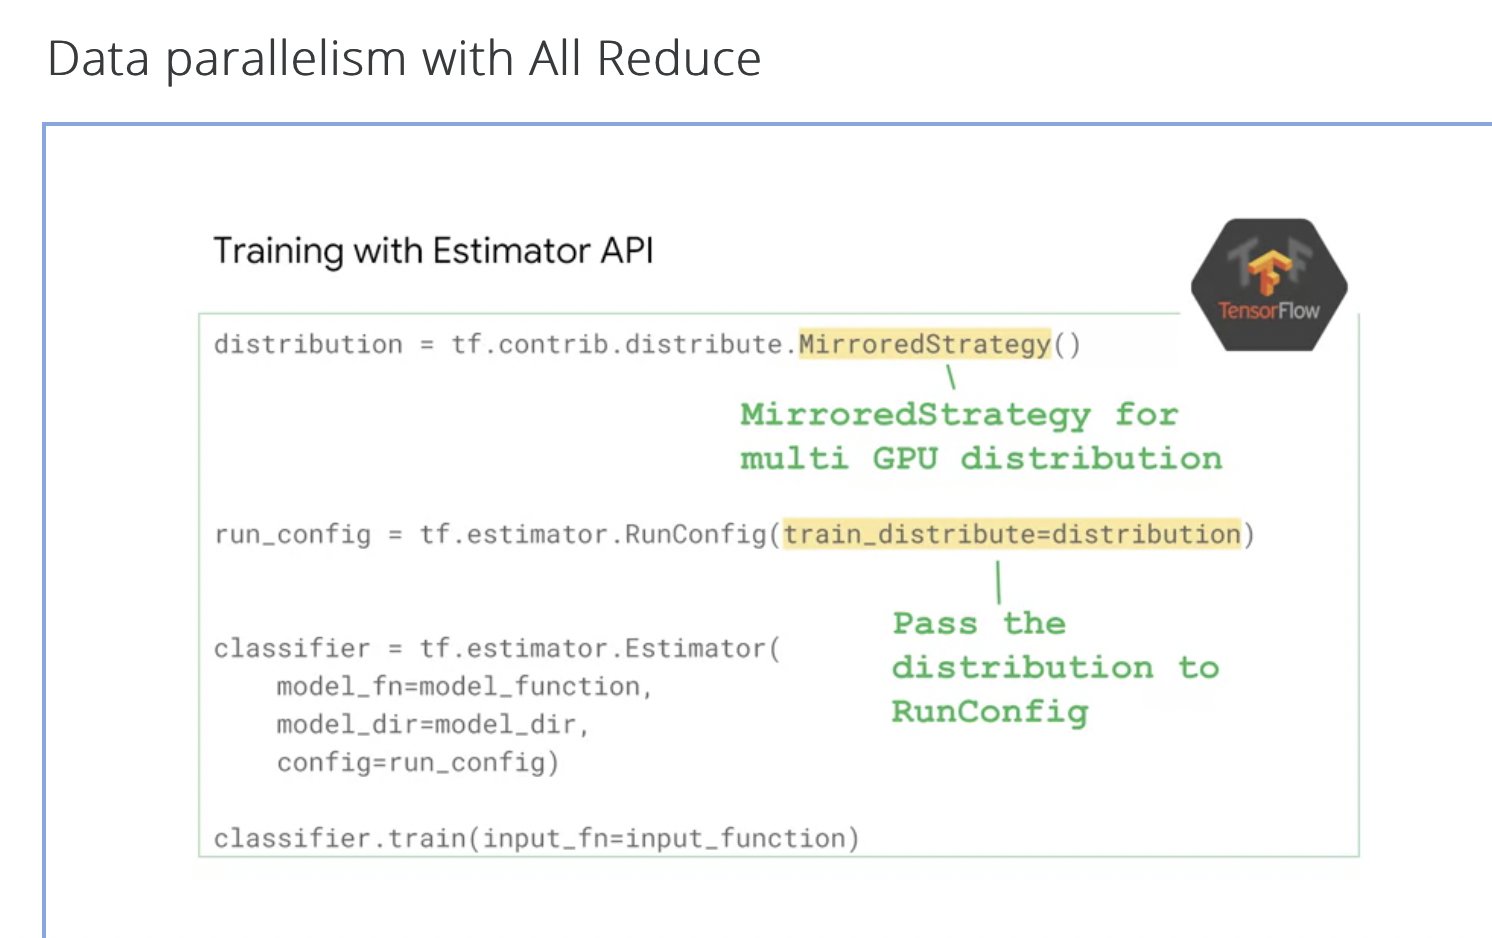 Data parallelism with All Reduce
Training with Estimator API
TensorFlow
distribution = tf.contrib.distribute.MirroredStrategy()
MirroredStrategy for
multi GPU distribution
run_config = tf.estimator.RunConfig(train_distribute=distribution)
Pass the
distribution to
RunConfig
classifier = tf.estimator.Estimator(
    model_fn=model_function,
    model_dir=model_dir,
    config=run_config)
classifier.train(input_fn=input_function)